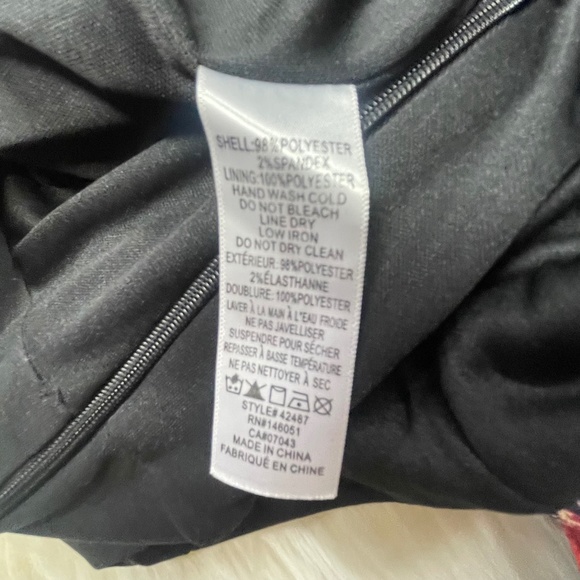 SHELL:98%POLYESTER
2%SPANDEX
LINING:100%POLYESTER
HAND WASH COLD
DO NOT BLEACH
LINE DRY
LOW IRON
DO NOT DRY CLEAN
EXTÉRIEUR:98%POLYESTER
2%ÉLASTHANNE
DOUBLURE:100%POLYESTER
LAVER À LA MAIN À L'EAU FROIDE
NE PAS JAVELLISER
SUSPENDRE POUR SÉCHER
REPASSER À BASSE TEMPÉRATURE
NE PAS NETTOYER À SEC
STYLE# 42467
RN#146051
CA#07043
MADE IN CHINA
FABRIQUÉ EN CHINE